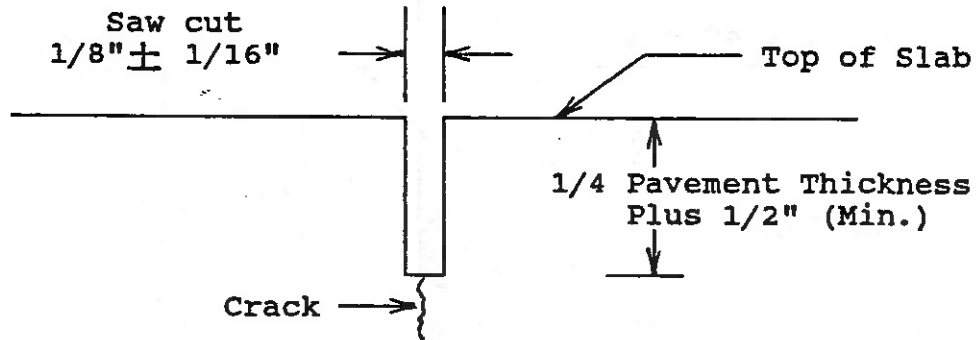 Saw cut
1/8"± 1/16"
Top of Slab
1/4 Pavement Thickness
Plus 1/2" (Min.)
Crack